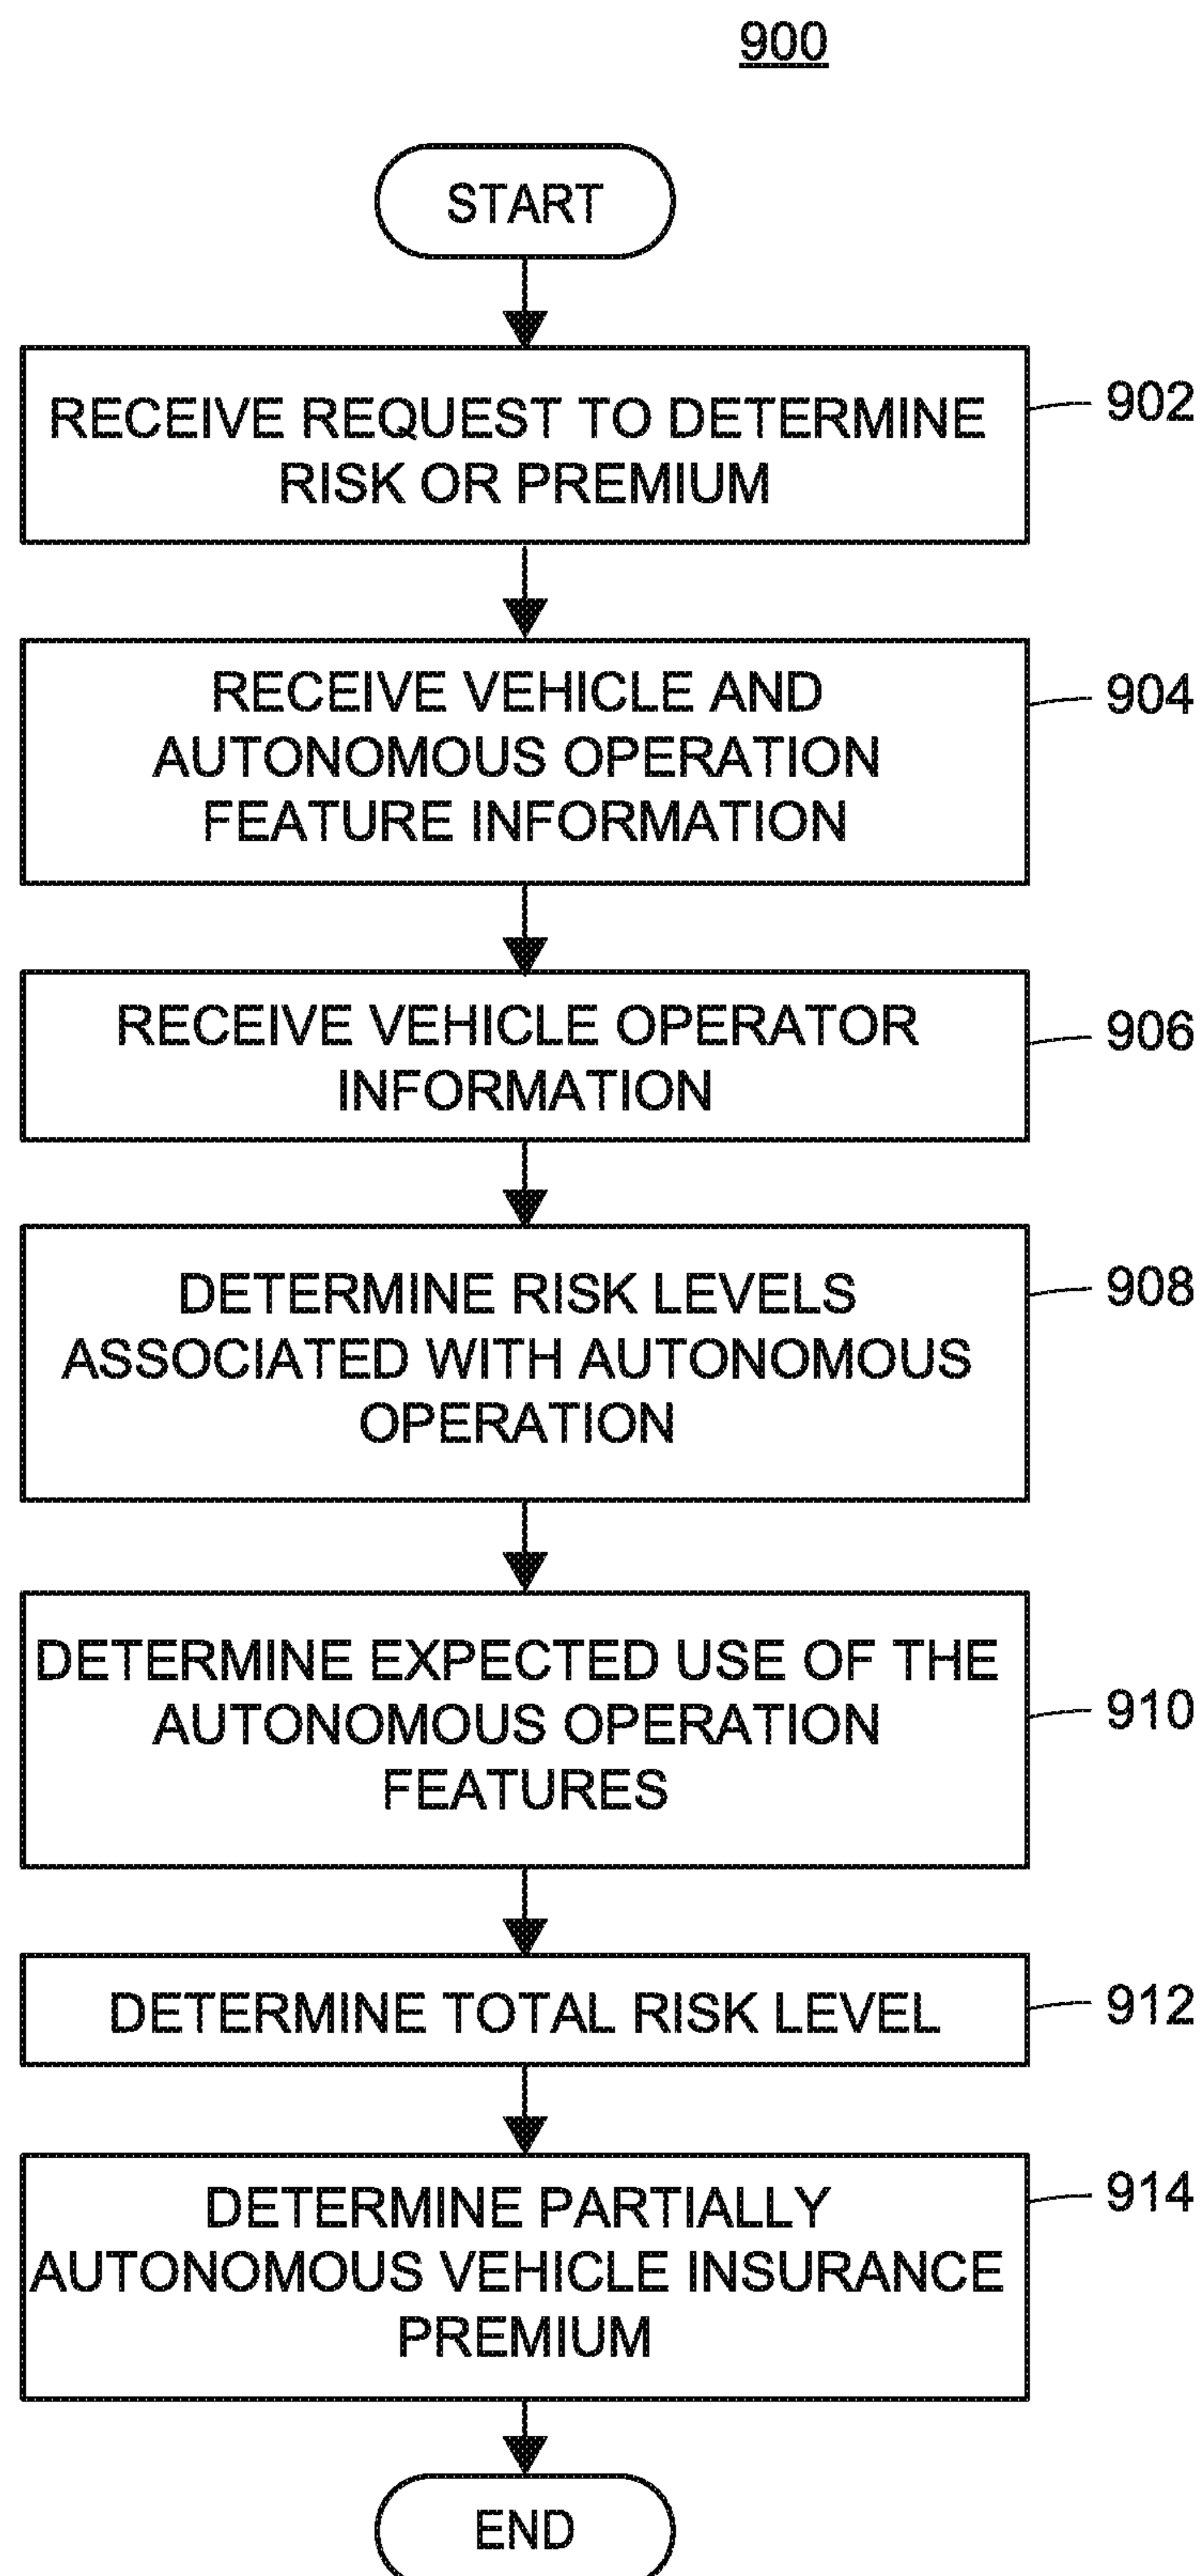 900
START
RECEIVE REQUEST TO DETERMINE
RISK OR PREMIUM
902
RECEIVE VEHICLE AND
AUTONOMOUS OPERATION
FEATURE INFORMATION
904
RECEIVE VEHICLE OPERATOR
INFORMATION
906
DETERMINE RISK LEVELS
ASSOCIATED WITH AUTONOMOUS
OPERATION
908
DETERMINE EXPECTED USE OF THE
AUTONOMOUS OPERATION
FEATURES
910
DETERMINE TOTAL RISK LEVEL
912
DETERMINE PARTIALLY
AUTONOMOUS VEHICLE INSURANCE
PREMIUM
914
END